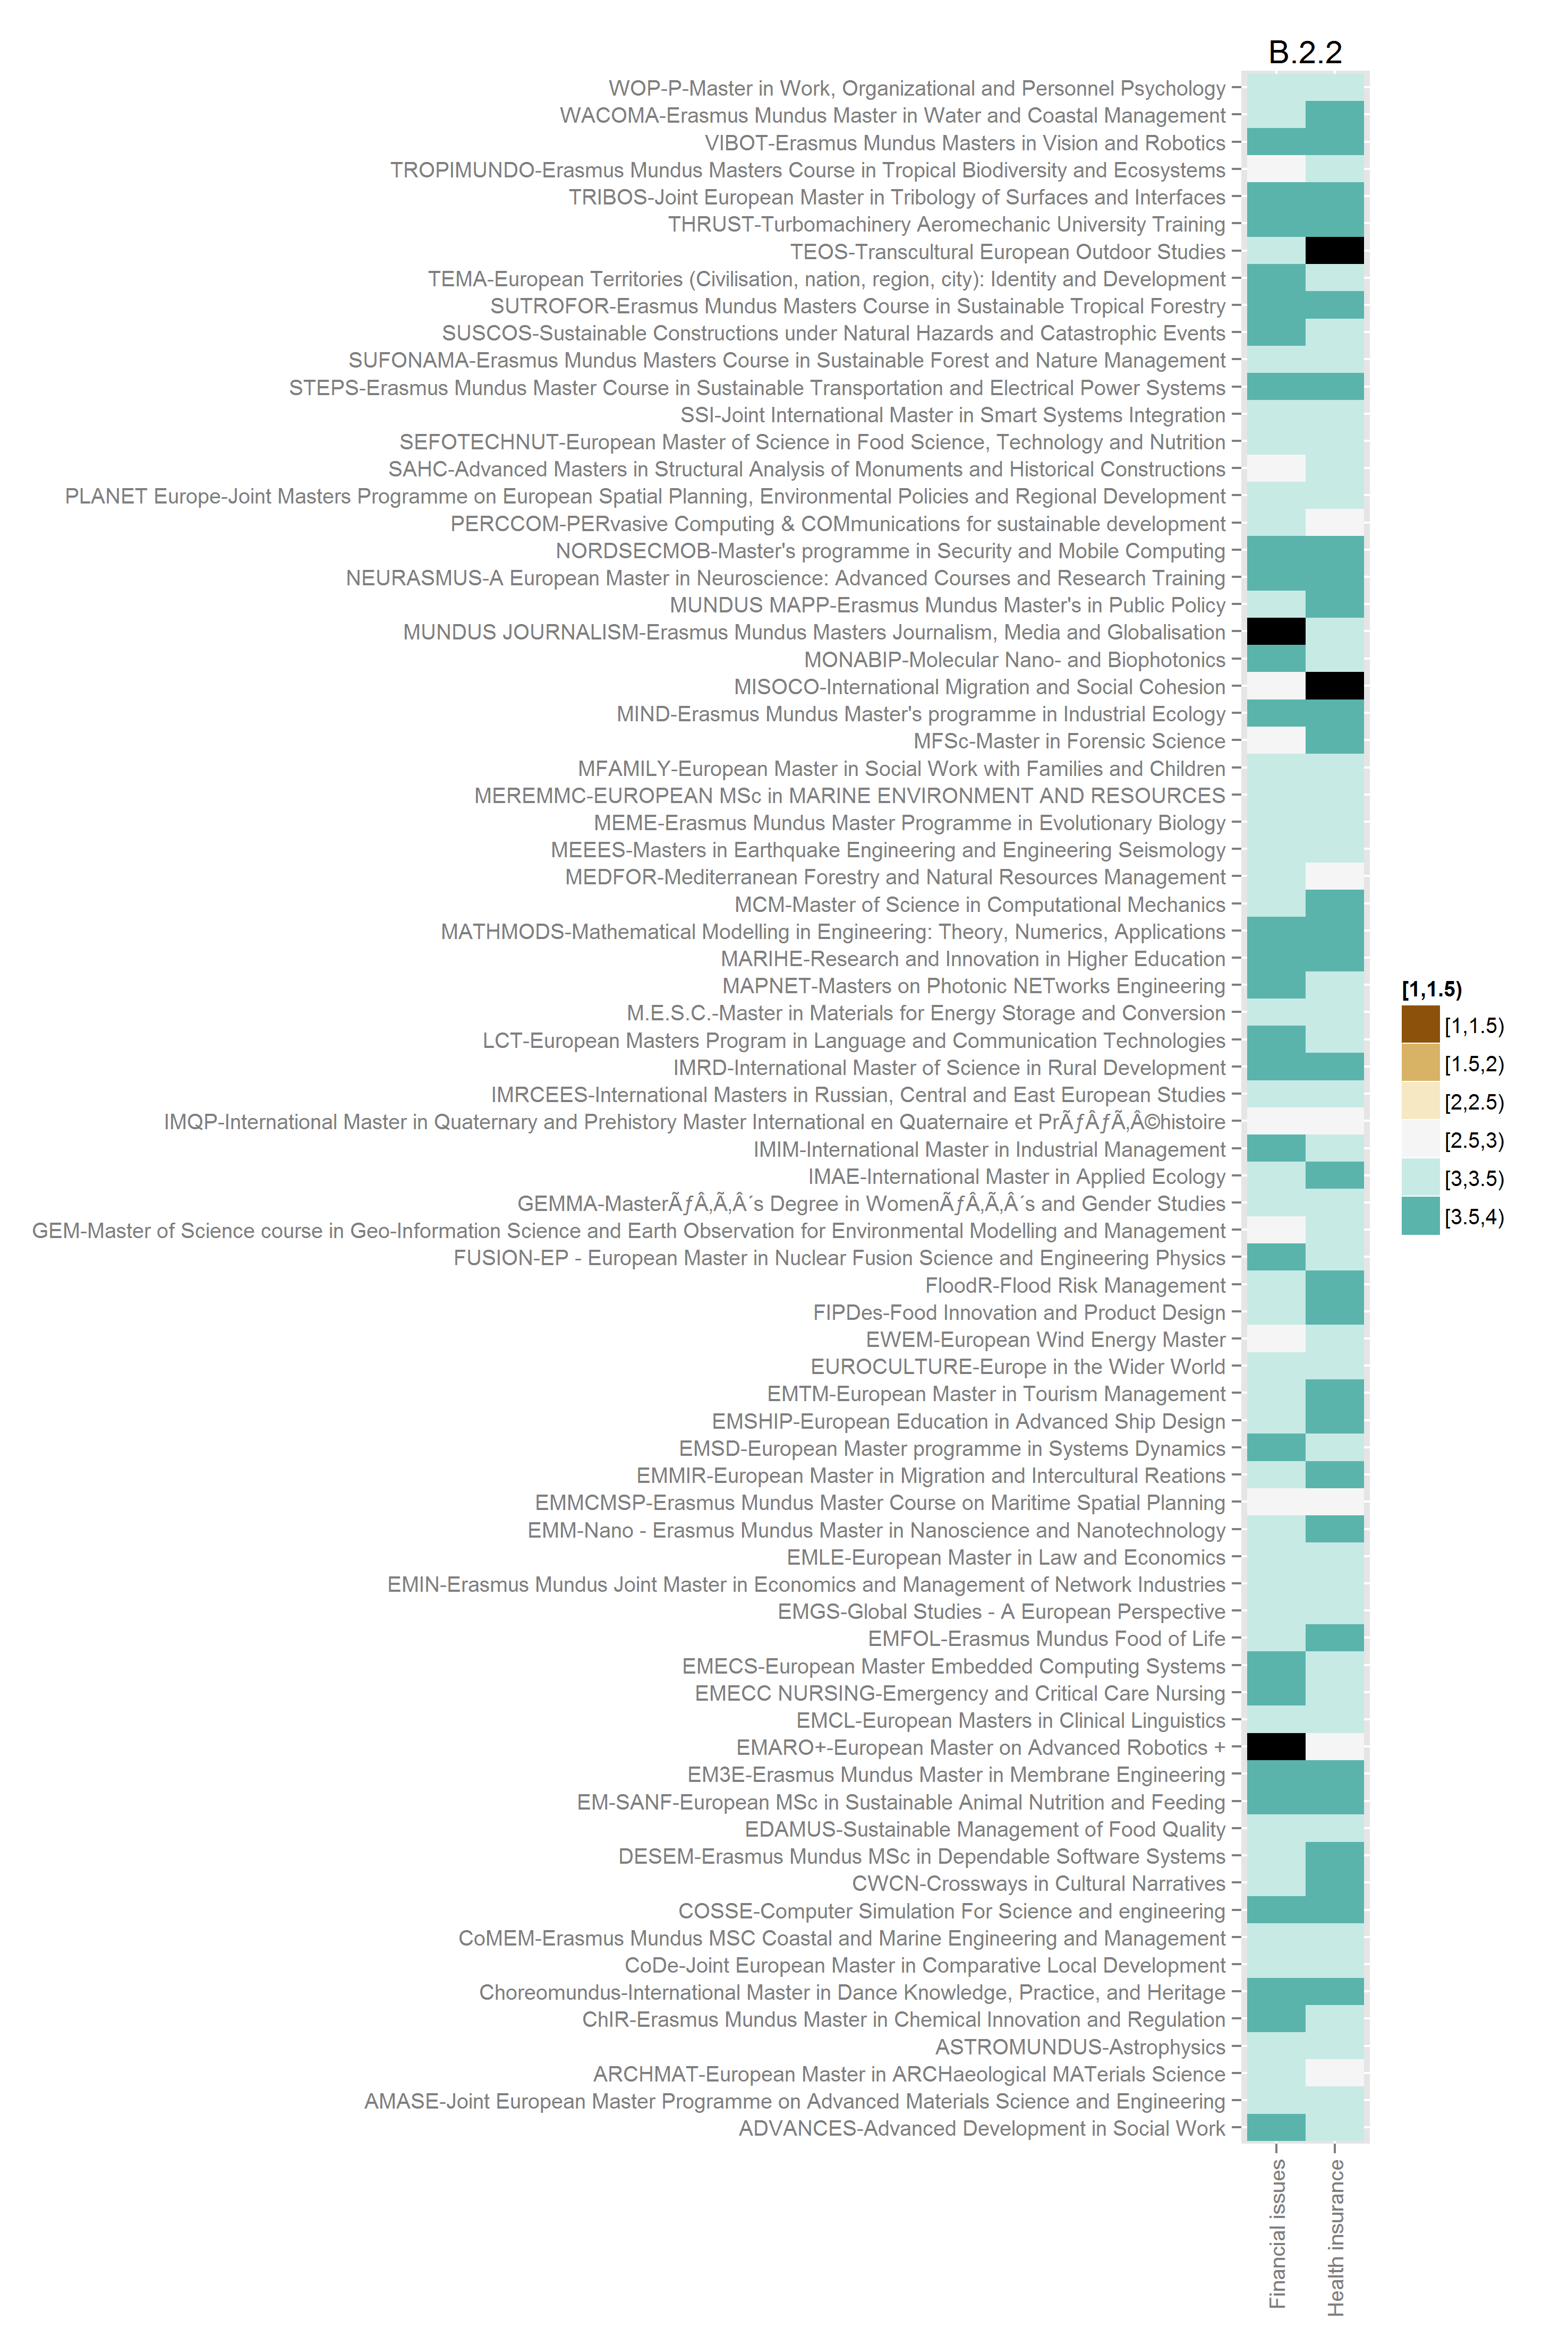 B.2.2
WOP-P-Master in Work, Organizational and Personnel Psychology
WACOMA-Erasmus Mundus Master in Water and Coastal Management
VIBOT-Erasmus Mundus Masters in Vision and Robotics
TROPIMUNDO-Erasmus Mundus Masters Course in Tropical Biodiversity and Ecosystems
TRIBOS-Joint European Master in Tribology of Surfaces and Interfaces
THRUST-Turbomachinery Aeromechanic University Training
TEOS-Transcultural European Outdoor Studies
TEMA-European Territories (Civilisation, nation, region, city): Identity and Development
SUTROFOR-Erasmus Mundus Masters Course in Sustainable Tropical Forestry
SUSCOS-Sustainable Constructions under Natural Hazards and Catastrophic Events
SUFONAMA-Erasmus Mundus Masters Course in Sustainable Forest and Nature Management
STEPS-Erasmus Mundus Master Course in Sustainable Transportation and Electrical Power Systems
SSI-Joint International Master in Smart Systems Integration
SEFOTECHNUT-European Master of Science in Food Science, Technology and Nutrition
SAHC-Advanced Masters in Structural Analysis of Monuments and Historical Constructions
PLANET Europe-Joint Masters Programme on European Spatial Planning, Environmental Policies and Regional Development
PERCCOM-PERvasive Computing & COMmunications for sustainable development
NORDSECMOB-Master's programme in Security and Mobile Computing
NEURASMUS-A European Master in Neuroscience: Advanced Courses and Research Training
MUNDUS MAPP-Erasmus Mundus Master's in Public Policy
MUNDUS JOURNALISM-Erasmus Mundus Masters Journalism, Media and Globalisation
MONABIP-Molecular Nano- and Biophotonics
MISOCO-International Migration and Social Cohesion
MIND-Erasmus Mundus Master's programme in Industrial Ecology
MFSc-Master in Forensic Science
MFAMILY-European Master in Social Work with Families and Children
MEREMMC-EUROPEAN MSc in MARINE ENVIRONMENT AND RESOURCES
MEME-Erasmus Mundus Master Programme in Evolutionary Biology
MEEES-Masters in Earthquake Engineering and Engineering Seismology
MEDFOR-Mediterranean Forestry and Natural Resources Management
MCM-Master of Science in Computational Mechanics
MATHMODS-Mathematical Modelling in Engineering: Theory, Numerics, Applications
MARIHE-Research and Innovation in Higher Education
MAPNET-Masters on Photonic NETworks Engineering
M.E.S.C.-Master in Materials for Energy Storage and Conversion
LCT-European Masters Program in Language and Communication Technologies
IMRD-International Master of Science in Rural Development
IMRCEES-International Masters in Russian, Central and East European Studies
IMQP-International Master in Quaternary and Prehistory Master International en Quaternaire et PrÃƒÂƒÃ‚Â©histoire
IMIM-International Master in Industrial Management
IMAE-International Master in Applied Ecology
GEMMA-MasterÃƒÂ‚Ã‚Â´s Degree in WomenÃƒÂ‚Ã‚Â´s and Gender Studies
GEM-Master of Science course in Geo-Information Science and Earth Observation for Environmental Modelling and Management
FUSION-EP - European Master in Nuclear Fusion Science and Engineering Physics
FloodR-Flood Risk Management
FIPDes-Food Innovation and Product Design
EWEM-European Wind Energy Master
EUROCULTURE-Europe in the Wider World
EMTM-European Master in Tourism Management
EMSHIP-European Education in Advanced Ship Design
EMSD-European Master programme in Systems Dynamics
EMMIR-European Master in Migration and Intercultural Reations
EMMCMSP-Erasmus Mundus Master Course on Maritime Spatial Planning
EMM-Nano - Erasmus Mundus Master in Nanoscience and Nanotechnology
EMLE-European Master in Law and Economics
EMIN-Erasmus Mundus Joint Master in Economics and Management of Network Industries
EMGS-Global Studies - A European Perspective
EMFOL-Erasmus Mundus Food of Life
EMECS-European Master Embedded Computing Systems
EMECC NURSING-Emergency and Critical Care Nursing
EMCL-European Masters in Clinical Linguistics
EMARO+-European Master on Advanced Robotics +
EM3E-Erasmus Mundus Master in Membrane Engineering
EM-SANF-European MSc in Sustainable Animal Nutrition and Feeding
EDAMUS-Sustainable Management of Food Quality
DESEM-Erasmus Mundus MSc in Dependable Software Systems
CWCN-Crossways in Cultural Narratives
COSSE-Computer Simulation For Science and engineering
CoMEM-Erasmus Mundus MSC Coastal and Marine Engineering and Management
CoDe-Joint European Master in Comparative Local Development
Choreomundus-International Master in Dance Knowledge, Practice, and Heritage
ChIR-Erasmus Mundus Master in Chemical Innovation and Regulation
ASTROMUNDUS-Astrophysics
ARCHMAT-European Master in ARCHaeological MATerials Science
AMASE-Joint European Master Programme on Advanced Materials Science and Engineering
ADVANCES-Advanced Development in Social Work
Financial issues
Health insurance
[1,1.5)
[1,1.5)
[1.5,2)
[2,2.5)
[2.5,3)
[3,3.5)
[3.5,4)